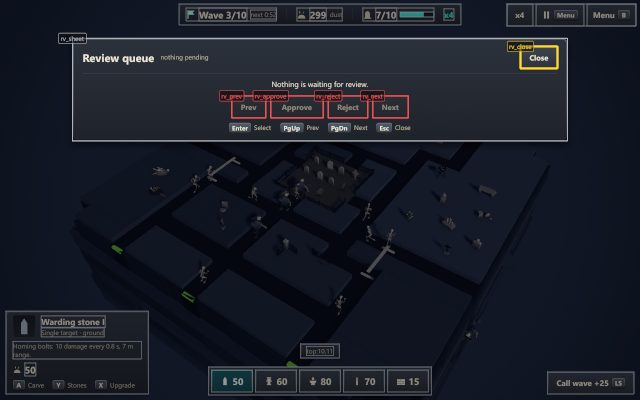 Wave 3/10 next 0:52 299 dust 7/10 x4
x4 Menu Menu B
rv_sheet
Review queue nothing pending
rv_close
Close
Nothing is waiting for review.
rv_prev rv_approve rv_reject rv_next
Prev Approve Reject Next
Enter Select PgUp Prev PgDn Next Esc Close
Warding stone I
Single target · ground
Homing bolts: 10 damage every 0.8 s, 7 m range.
50
A Carve Y Stones X Upgrade
top:10,11
50 60 80 70 15
Call wave +25 LS